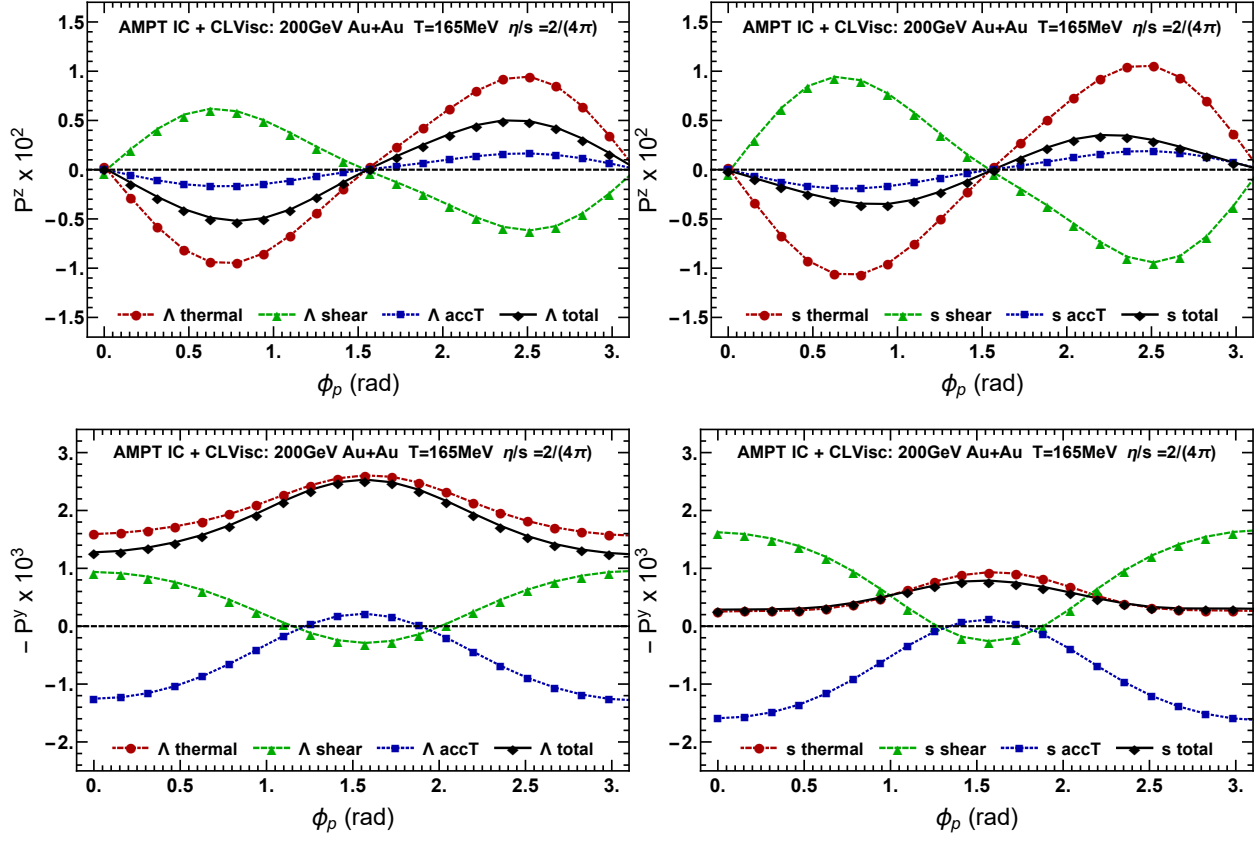 AMPT IC + CLVisc: 200GeV Au+Au T=165MeV η/s =2/(4π)
P^z x 10^2
1.5
1.
0.5
0.
−0.5
−1.
−1.5
Λ thermal Λ shear Λ accT Λ total
0. 0.5 1. 1.5 2. 2.5 3.
ϕ_p (rad)
AMPT IC + CLVisc: 200GeV Au+Au T=165MeV η/s =2/(4π)
P^z x 10^2
1.5
1.
0.5
0.
−0.5
−1.
−1.5
s thermal s shear s accT s total
0. 0.5 1. 1.5 2. 2.5 3.
ϕ_p (rad)
AMPT IC + CLVisc: 200GeV Au+Au T=165MeV η/s =2/(4π)
− P^y x 10^3
3.
2.
1.
0.
−1.
−2.
Λ thermal Λ shear Λ accT Λ total
0. 0.5 1.0 1.5 2.0 2.5 3.
ϕ_p (rad)
AMPT IC + CLVisc: 200GeV Au+Au T=165MeV η/s =2/(4π)
− P^y x 10^3
3.
2.
1.
0.
−1.
−2.
s thermal s shear s accT s total
0. 0.5 1.0 1.5 2.0 2.5 3.
ϕ_p (rad)